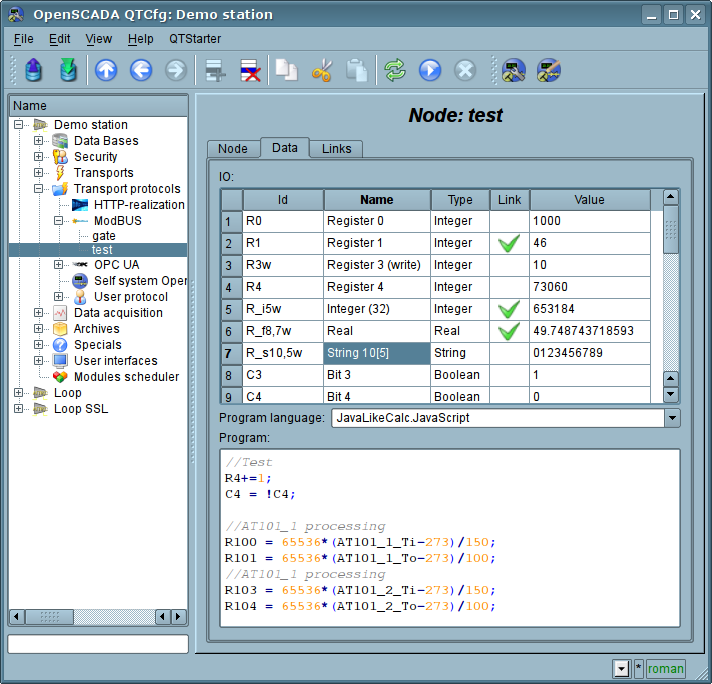 OpenSCADA QTCfg: Demo station
File Edit View Help QTStarter
Name
Demo station
Data Bases
Security
Transports
Transport protocols
HTTP-realization
ModBUS
gate
test
OPC UA
Self system Oper
User protocol
Data acquisition
Archives
Specials
User interfaces
Modules scheduler
Loop
Loop SSL
Node: test
Node Data Links
IO:
Id Name Type Link Value
1 R0 Register 0 Integer 1000
2 R1 Register 1 Integer 46
3 R3w Register 3 (write) Integer 10
4 R4 Register 4 Integer 73060
5 R_i5w Integer (32) Integer 653184
6 R_f8,7w Real Real 49.748743718593
7 R_s10,5w String 10[5] String 0123456789
8 C3 Bit 3 Boolean 1
9 C4 Bit 4 Boolean 0
Program language: JavaLikeCalc.JavaScript
Program:
//Test
R4+=1;
C4 = !C4;
//AT101_1 processing
R100 = 65536*(AT101_1_Ti-273)/150;
R101 = 65536*(AT101_1_To-273)/100;
//AT101_1 processing
R103 = 65536*(AT101_2_Ti-273)/150;
R104 = 65536*(AT101_2_To-273)/100;
* roman